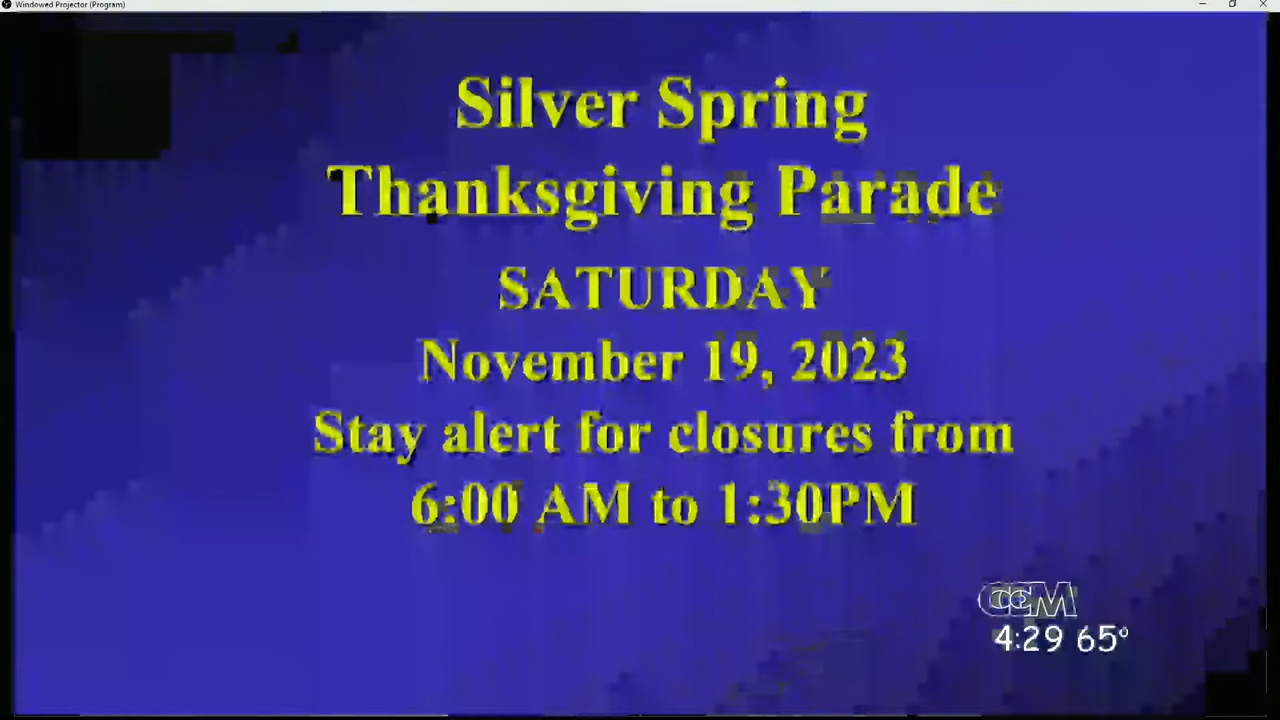 Windowed Projector (Program)
Silver Spring
Thanksgiving Parade
SATURDAY
November 19, 2023
Stay alert for closures from
6:00 AM to 1:30PM
CCM
4:29 65°